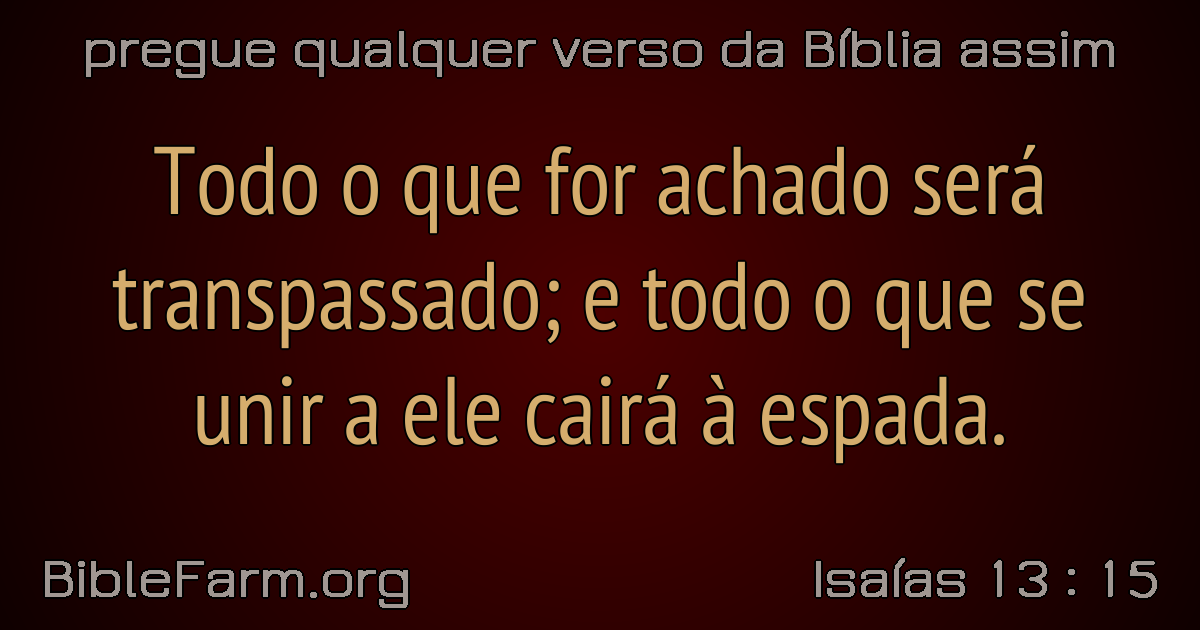 pregue qualquer verso da Bíblia assim
Todo o que for achado será
transpassado; e todo o que se
unir a ele cairá à espada.
BibleFarm.org
Isaías 13 : 15